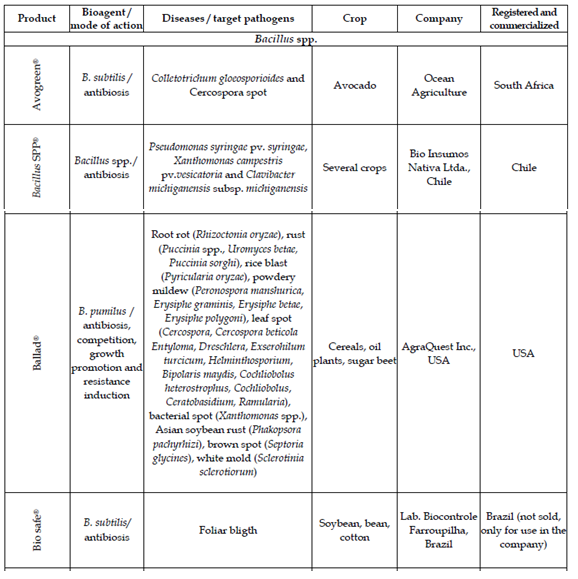 Product
Bioagent/
mode of action
Diseases / target pathogens
Crop
Company
Registered and
commercialized
Bacillus spp.
Avogreen®
B. subtilis /
antibiosis
Colletotrichum gloeosporioides and
Cercospora spot
Avocado
Ocean
Agriculture
South Africa
Bacillus SPP®
Bacillus spp./
antibiosis
Pseudomonas syringae pv. syringae,
Xanthomonas campestris
pv.vesicatoria and Clavibacter
michiganensis subsp. michiganensis
Several crops
Bio Insumos
Nativa Ltda.,
Chile
Chile
Ballad®
B. pumilus /
antibiosis,
competition,
growth
promotion and
resistance
induction
Root rot (Rhizoctonia oryzae), rust
(Puccinia spp., Uromyces betae,
Puccinia sorghi), rice blast
(Pyricularia oryzae), powdery
mildew (Peronospora manshurica,
Erysiphe graminis, Erysiphe betae,
Erysiphe polygoni), leaf spot
(Cercospora, Cercospora beticola
Entyloma, Dreschlera, Exserohilum
turcicum, Helminthosporium,
Bipolaris maydis, Cochliobolus
heterostrophus, Cochliobolus,
Ceratobasidium, Ramularia),
bacterial spot (Xanthomonas spp.),
Asian soybean rust (Phakopsora
pachyrhizi), brown spot (Septoria
glycines), white mold (Sclerotinia
sclerotiorum)
Cereals, oil
plants, sugar beet
AgraQuest Inc.,
USA
USA
Bio safe®
B. subtilis/
antibiosis
Foliar bligth
Soybean, bean,
cotton
Lab. Biocontrole
Farroupilha,
Brazil
Brazil (not sold,
only for use in the
company)